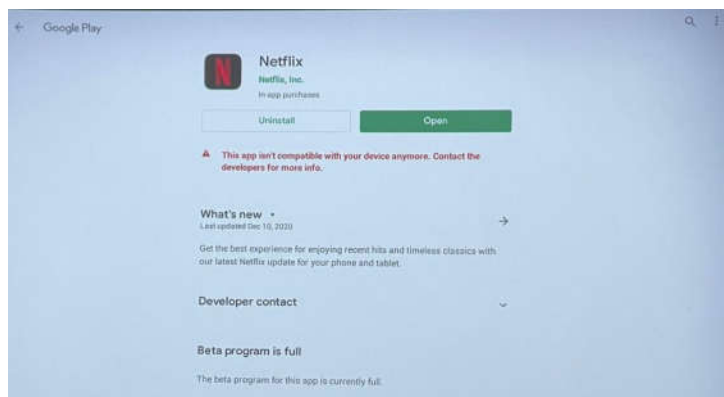 Google Play
N
Netflix
Netflix, Inc.
In-app purchases
Uninstall
Open
This app isn't compatible with your device anymore. Contact the
developers for more info.
What's new
Last updated Dec 10, 2020
Get the best experience for enjoying recent hits and timeless classics with
our latest Netflix update for your phone and tablet.
Developer contact
Beta program is full
The beta program for this app is currently full.